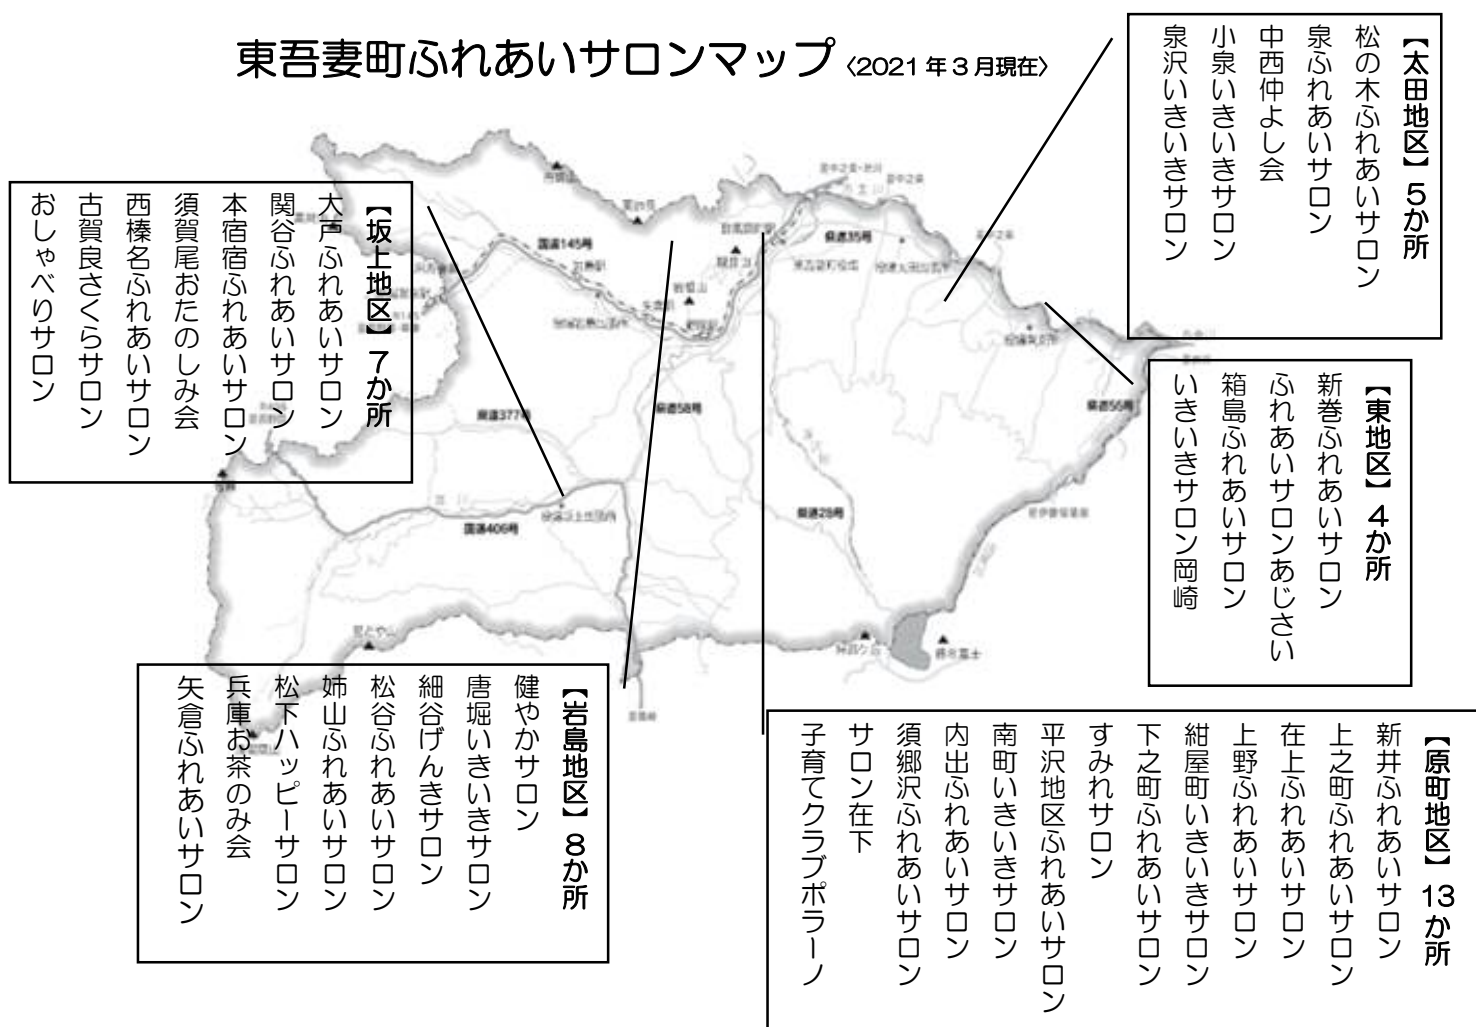 東吾妻町ふれあいサロンマップ〈2021年3月現在〉
【太田地区】5か所
松の木ふれあいサロン
泉ふれあいサロン
中西仲よし会
小泉いきいきサロン
泉沢いきいきサロン
【坂上地区】7か所
大戸ふれあいサロン
関谷ふれあいサロン
本宿宿ふれあいサロン
須賀尾おたのしみ会
西榛名ふれあいサロン
古賀良さくらサロン
おしゃべりサロン
【東地区】4か所
新巻ふれあいサロン
ふれあいサロンあじさい
箱島ふれあいサロン
いきいきサロン岡崎
【岩島地区】8か所
健やかサロン
唐堀いきいきサロン
細谷げんきサロン
松谷ふれあいサロン
姉山ふれあいサロン
松下ハッピーサロン
兵庫お茶のみ会
矢倉ふれあいサロン
【原町地区】13か所
新井ふれあいサロン
上之町ふれあいサロン
在上ふれあいサロン
上野ふれあいサロン
紺屋町いきいきサロン
下之町ふれあいサロン
すみれサロン
平沢地区ふれあいサロン
南町いきいきサロン
内出ふれあいサロン
須郷沢ふれあいサロン
サロン在下
子育てクラブポラーノ
国道145号
県道35号
県道377号
県道58号
県道55号
国道406号
県道28号
榛名富士